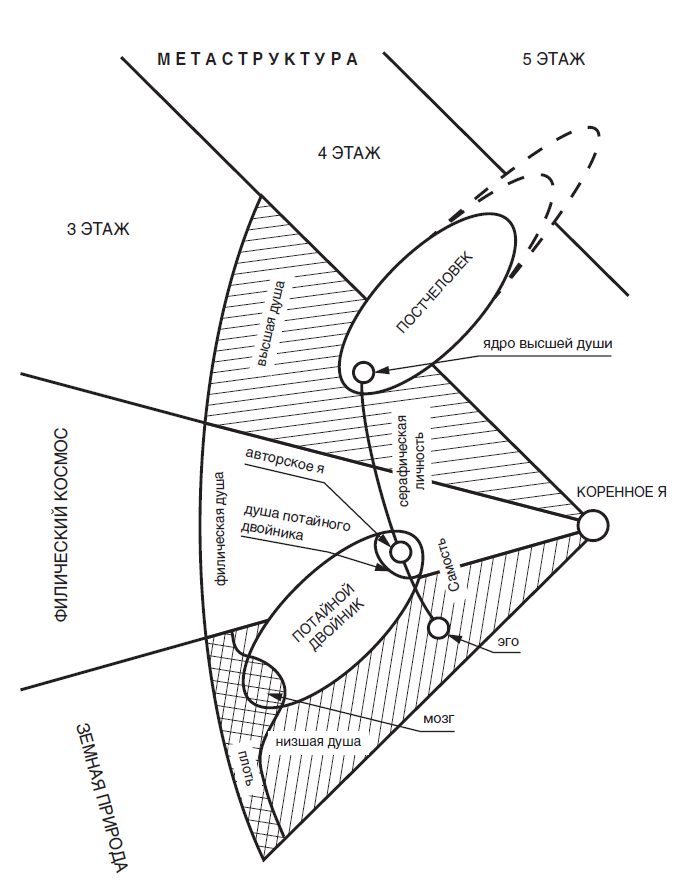 МЕТАСТРУКТУРА
5 ЭТАЖ
4 ЭТАЖ
3 ЭТАЖ
ПОСТЧЕЛОВЕК
высшая душа
ядро высшей души
ФИЛИЧЕСКИЙ КОСМОС
филическая душа
авторское я
серафическая
личность
КОРЕННОЕ Я
душа потайного
двойника
Самость
ПОТАЙНОЙ
ДВОЙНИК
эго
мозг
низшая душа
плоть
ЗЕМНАЯ ПРИРОДА